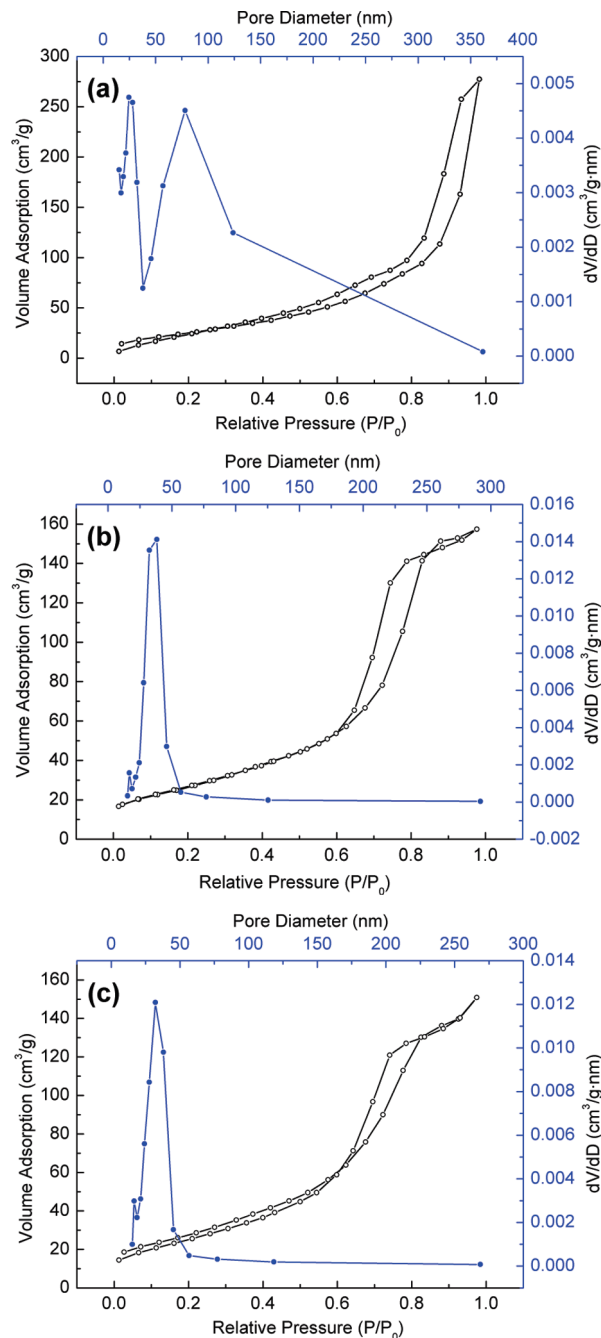 Pore Diameter (nm)
0 50 100 150 200 250 300 350 400
(a)
300
250
200
150
100
50
0
Volume Adsorption (cm³/g)
0.005
0.004
0.003
0.002
0.001
0.000
dV/dD (cm³/g·nm)
0.0 0.2 0.4 0.6 0.8 1.0
Relative Pressure (P/P₀)
Pore Diameter (nm)
0 50 100 150 200 250 300
(b)
160
140
120
100
80
60
40
20
0
Volume Adsorption (cm³/g)
0.016
0.014
0.012
0.010
0.008
0.006
0.004
0.002
0.000
-0.002
dV/dD (cm³/g·nm)
0.0 0.2 0.4 0.6 0.8 1.0
Relative Pressure (P/P₀)
Pore Diameter (nm)
0 50 100 150 200 250 300
(c)
160
140
120
100
80
60
40
20
0
Volume Adsorption (cm³/g)
0.014
0.012
0.010
0.008
0.006
0.004
0.002
0.000
dV/dD (cm³/g·nm)
0.0 0.2 0.4 0.6 0.8 1.0
Relative Pressure (P/P₀)